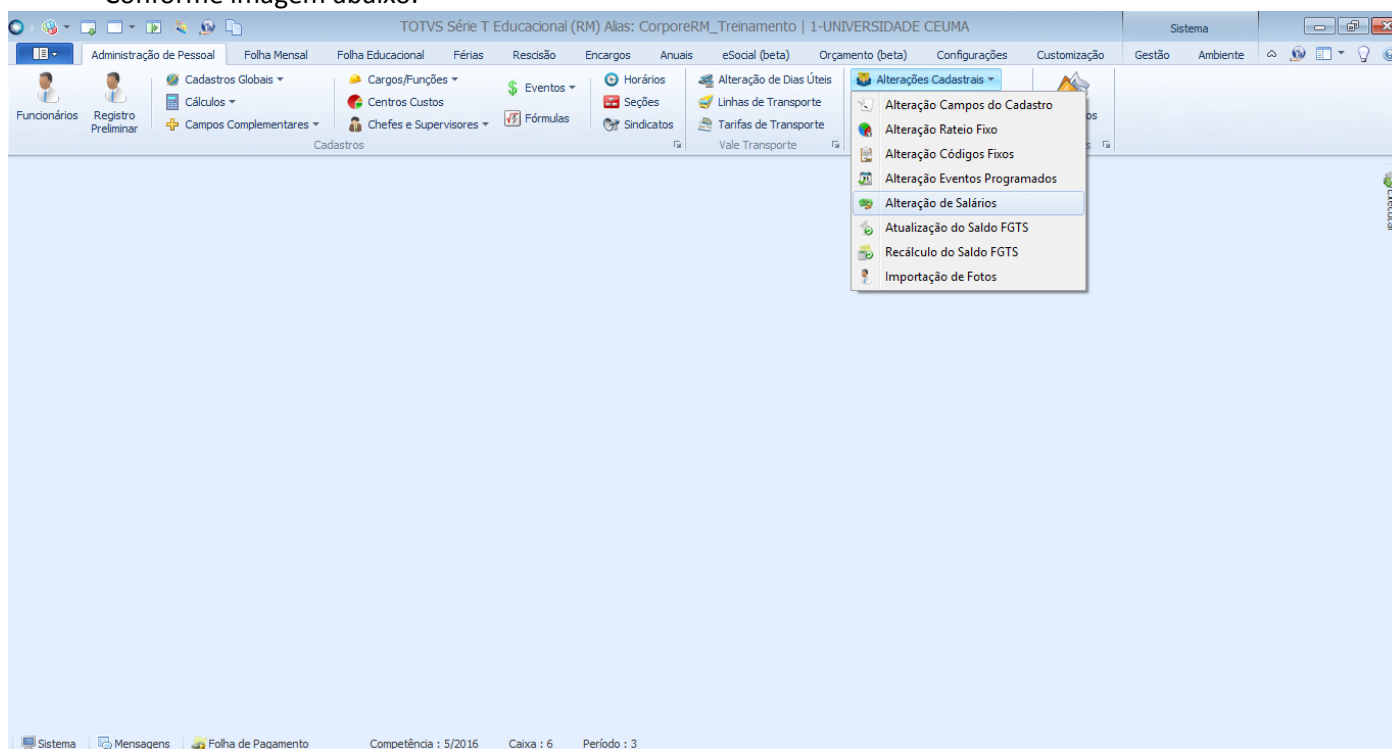 Conforme imagem abaixo:
TOTVS Série T Educacional (RM) Alias: CorporeRM_Treinamento | 1-UNIVERSIDADE CEUMA
Sistema
Administração de Pessoal Folha Mensal Folha Educacional Férias Rescisão Encargos Anuais eSocial (beta) Orçamento (beta) Configurações Customização Gestão Ambiente
Funcionários
Registro
Preliminar
Cadastros Globais
Cálculos
Campos Complementares
Cargos/Funções
Centros Custos
Chefes e Supervisores
Eventos
Fórmulas
Horários
Seções
Sindicatos
Cadastros
Alteração de Dias Úteis
Linhas de Transporte
Tarifas de Transporte
Vale Transporte
Alterações Cadastrais
Alteração Campos do Cadastro
Alteração Rateio Fixo
Alteração Códigos Fixos
Alteração Eventos Programados
Alteração de Salários
Atualização do Saldo FGTS
Recálculo do Saldo FGTS
Importação de Fotos
Executar
Sistema Mensagens Folha de Pagamento Competência : 5/2016 Caixa : 6 Período : 3